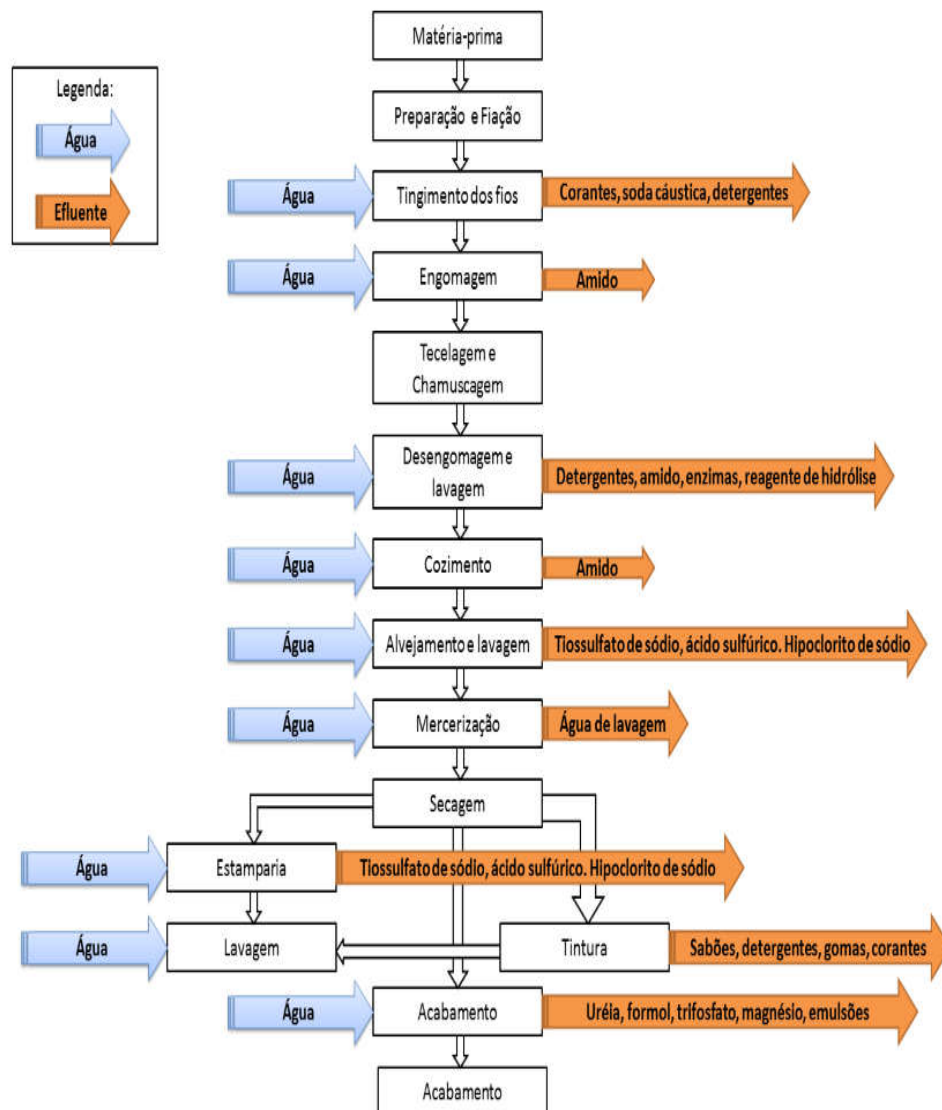 Matéria-prima
Legenda:
Água
Efluente
Preparação e Fiação
Água
Tingimento dos fios
Corantes, soda cáustica, detergentes
Água
Engomagem
Amido
Tecelagem e
Chamuscagem
Água
Desengomagem e
lavagem
Detergentes, amido, enzimas, reagente de hidrólise
Água
Cozimento
Amido
Água
Alvejamento e lavagem
Tiossulfato de sódio, ácido sulfúrico. Hipoclorito de sódio
Água
Mercerização
Água de lavagem
Secagem
Água
Estamparia
Tiossulfato de sódio, ácido sulfúrico. Hipoclorito de sódio
Água
Lavagem
Tintura
Sabões, detergentes, gomas, corantes
Água
Acabamento
Uréia, formol, trifosfato, magnésio, emulsões
Acabamento